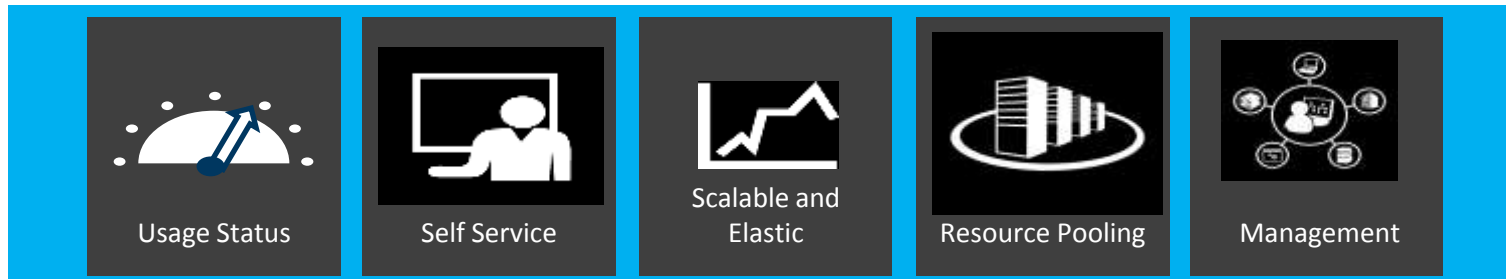 Usage Status
Self Service
Scalable and
Elastic
Resource Pooling
Management